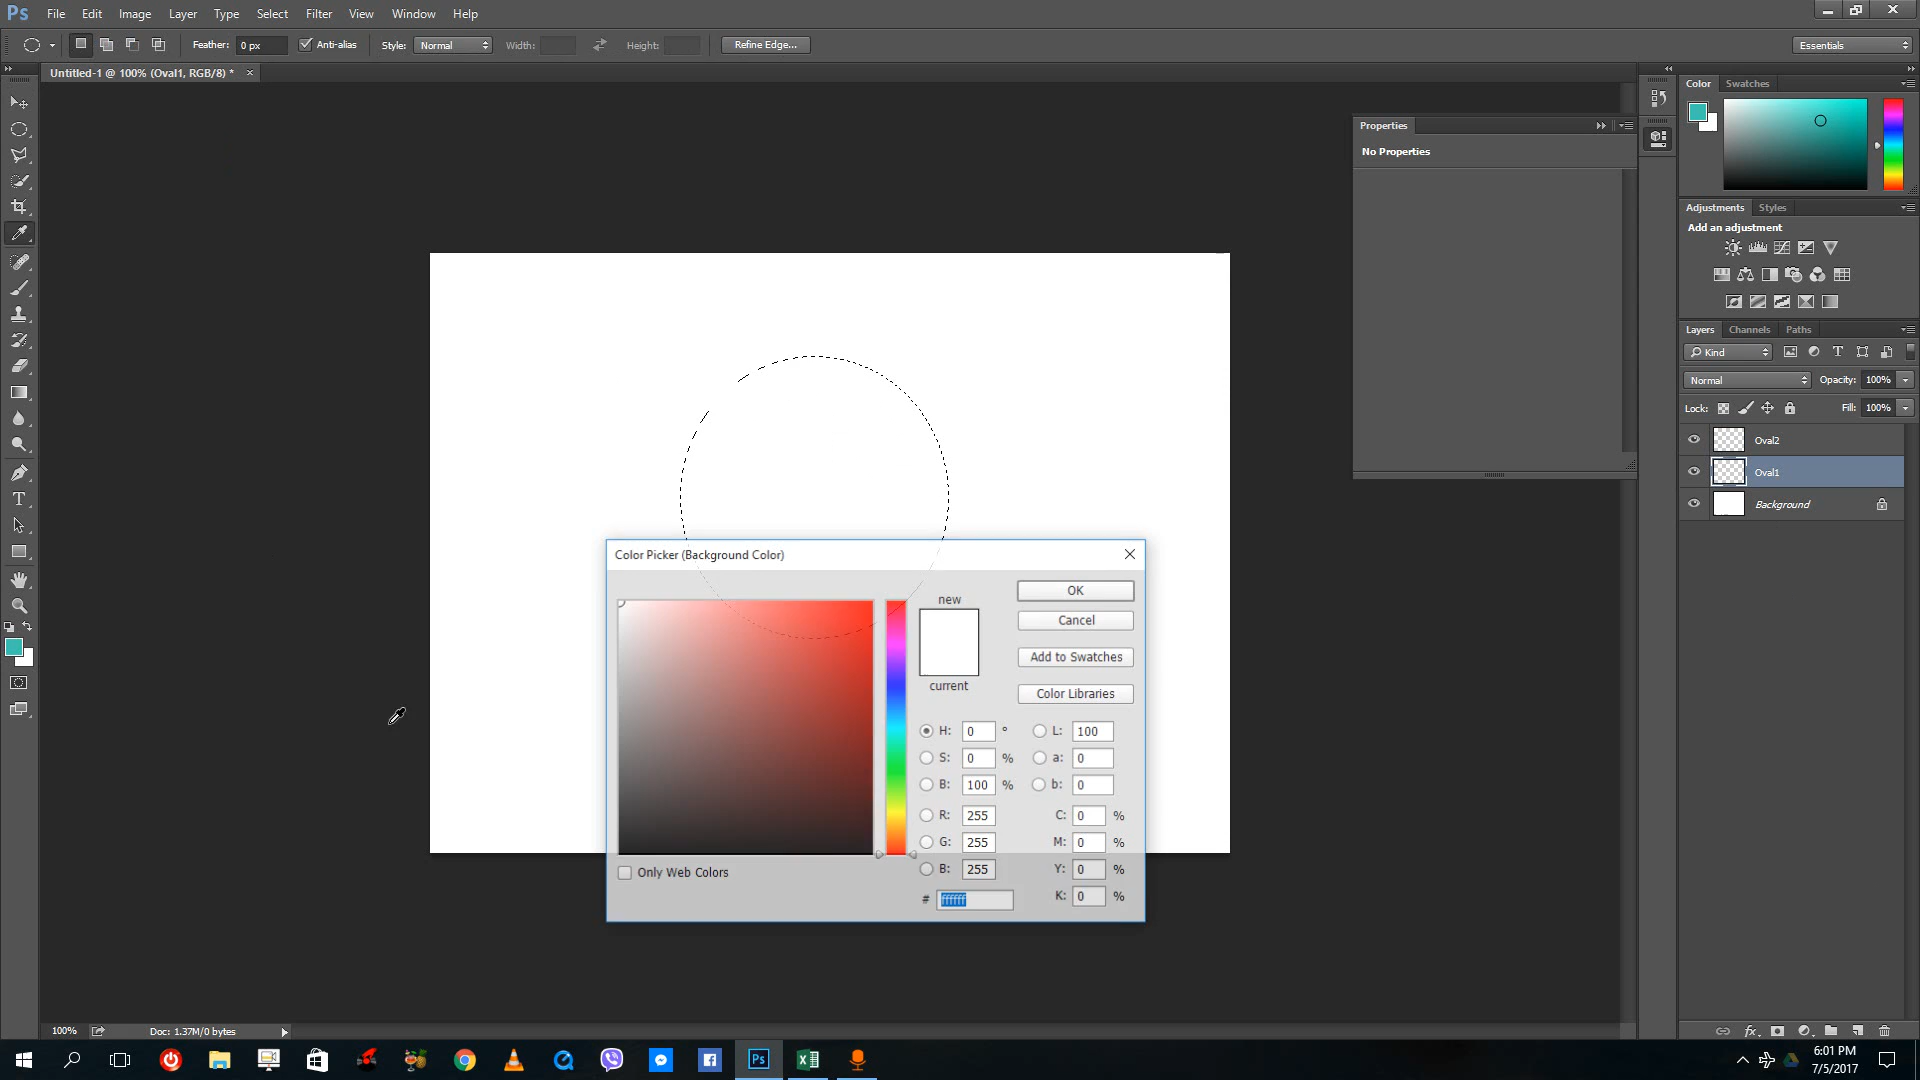 Ps File Edit Image Layer Type Select Filter View Window Help
Feather: 0 px Anti-alias Style: Normal Width: Height: Refine Edge... Essentials
Untitled-1 @ 100% (Oval1, RGB/8) * ×
Color Swatches
Properties
No Properties
Adjustments Styles
Add an adjustment
Layers Channels Paths
Kind
Normal Opacity: 100%
Lock: Fill: 100%
Oval2
Oval1
Background
Color Picker (Background Color)
new
current
OK
Cancel
Add to Swatches
Color Libraries
H: 0 ° L: 100
S: 0 % a: 0
B: 100 % b: 0
R: 255 C: 0 %
G: 255 M: 0 %
B: 255 Y: 0 %
# ffffff K: 0 %
Only Web Colors
100% Doc: 1.37M/0 bytes
fx
Ps
6:01 PM
7/5/2017